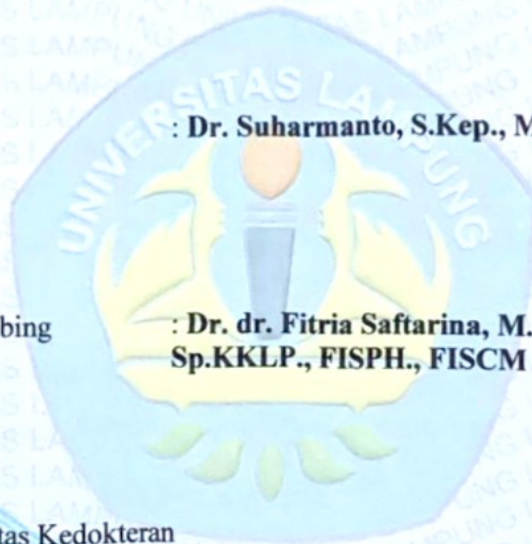 UNIVERSITAS LAMPUNG
: Dr. Suharmanto, S.Kep., M
bing : Dr. dr. Fitria Saftarina, M.
Sp.KKLP., FISPH., FISCM
tas Kedokteran